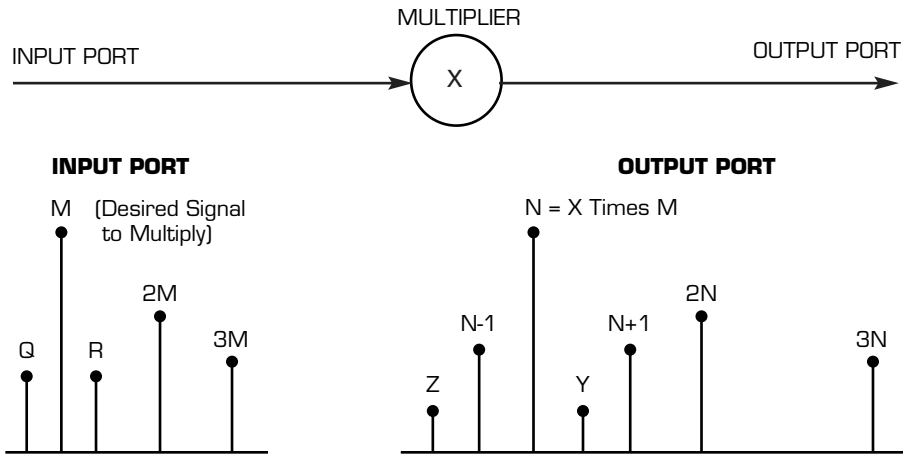 MULTIPLIER
INPUT PORT
OUTPUT PORT
X
INPUT PORT
OUTPUT PORT
M (Desired Signal
to Multiply)
N = X Times M
2M
2N
N-1
N+1
3M
3N
Q
R
Z
Y